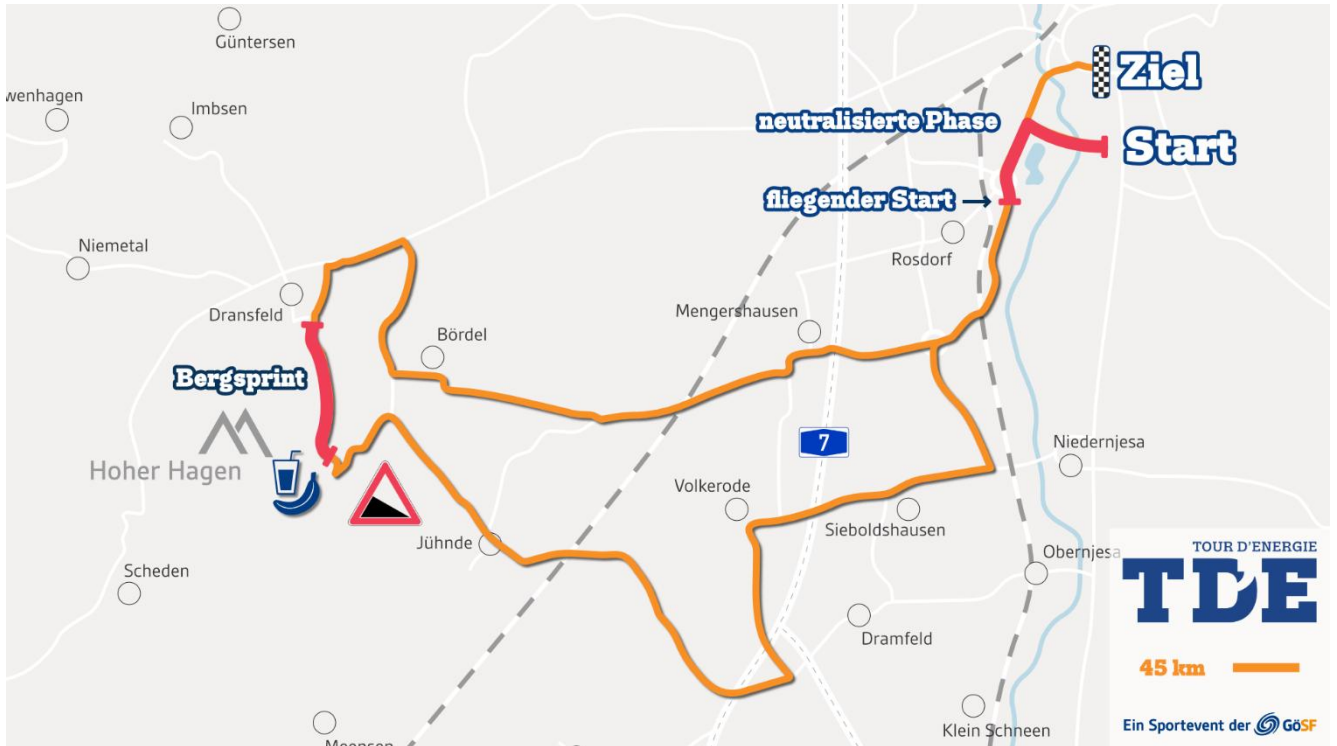 Güntersen
wenhagen
Imbsen
Ziel
neutralisierte Phase
Start
fliegender Start
Rosdorf
Niemetal
Dransfeld
Mengershausen
Bördel
Bergsprint
7
Niedernjesa
Hoher Hagen
Volkerode
Sieboldshausen
Jühnde
Obernjesa
Scheden
Dramfeld
Klein Schneen
TOUR D'ENERGIE
TDE
45 km
Ein Sportevent der GöSF